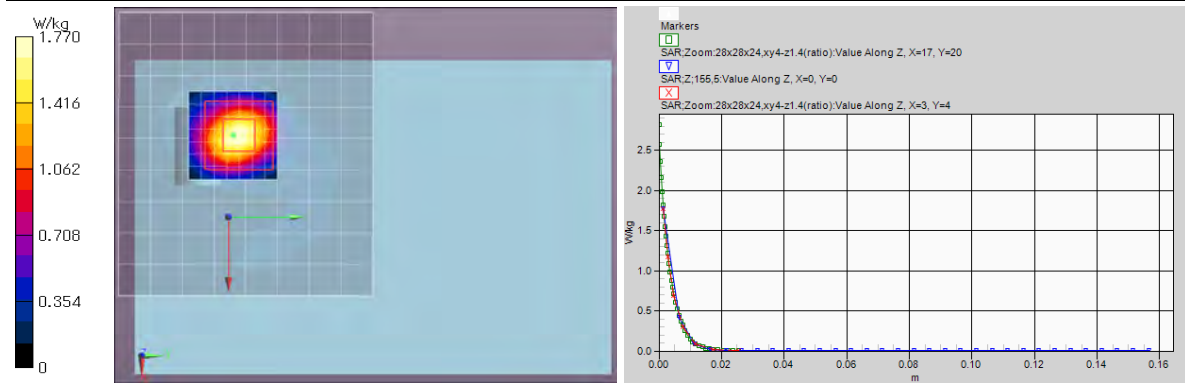 W/kg
1.770
1.416
1.062
0.708
0.354
0
Markers
SAR;Zoom:28x28x24,xy4-z1.4(ratio):Value Along Z, X=17, Y=20
SAR;Z;155,5:Value Along Z, X=0, Y=0
SAR;Zoom:28x28x24,xy4-z1.4(ratio):Value Along Z, X=3, Y=4
W/kg
2.5
2.0
1.5
1.0
0.5
0.0
0.00 0.02 0.04 0.06 0.08 0.10 0.12 0.14 0.16
m